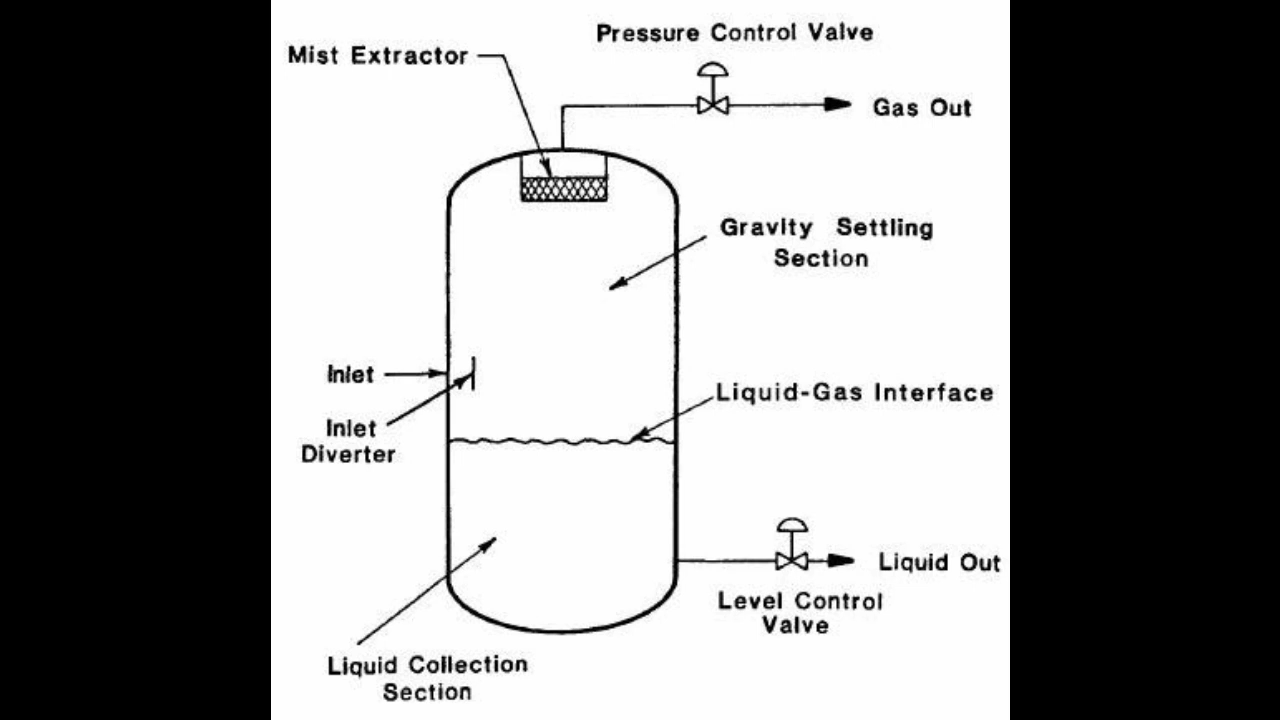 Pressure Control Valve
Mist Extractor
Gas Out
Gravity Settling
Section
Inlet
Liquid-Gas Interface
Inlet
Diverter
Liquid Out
Level Control
Valve
Liquid Collection
Section